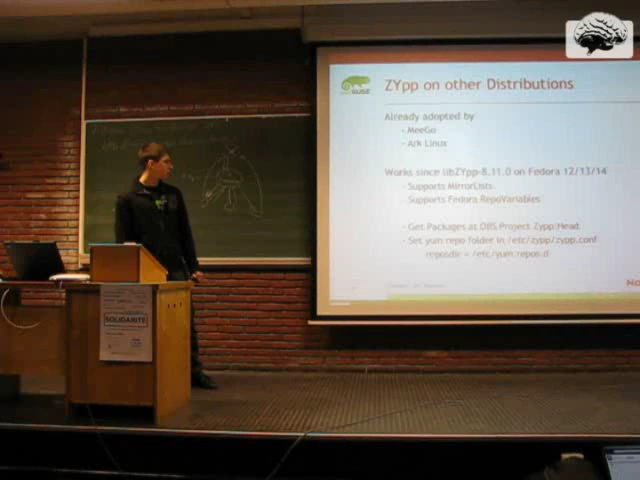 ZYpp on other Distributions
Already adopted by
- MeeGo
- Ark Linux
Works since libZYpp-8.11.0 on Fedora 12/13/14
- Supports MirrorLists
Supports Fedora RepoVariables
- Get Packages at OBS Project Zypp:Head
- Set yum repo folder in /etc/zypp/zypp.conf
reposdir = /etc/yum.repos.d
No
SOLIDARITE